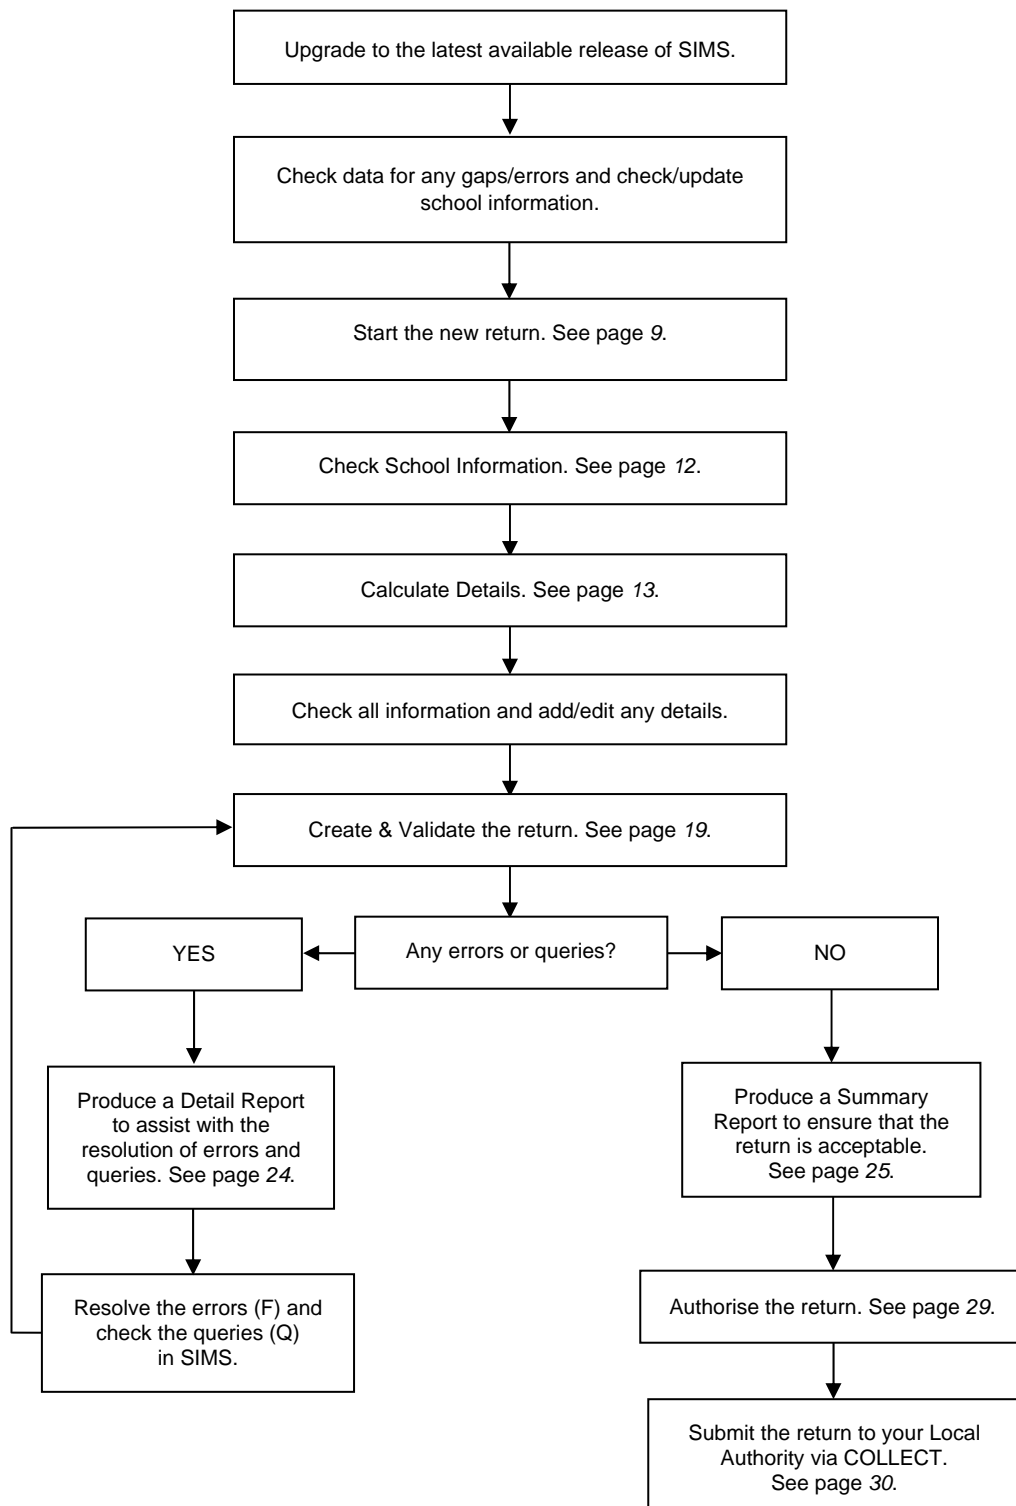 Upgrade to the latest available release of SIMS.
Check data for any gaps/errors and check/update
school information.
Start the new return. See page 9.
Check School Information. See page 12.
Calculate Details. See page 13.
Check all information and add/edit any details.
Create & Validate the return. See page 19.
YES
Any errors or queries?
NO
Produce a Detail Report
to assist with the
resolution of errors and
queries. See page 24.
Produce a Summary
Report to ensure that the
return is acceptable.
See page 25.
Resolve the errors (F) and
check the queries (Q)
in SIMS.
Authorise the return. See page 29.
Submit the return to your Local
Authority via COLLECT.
See page 30.